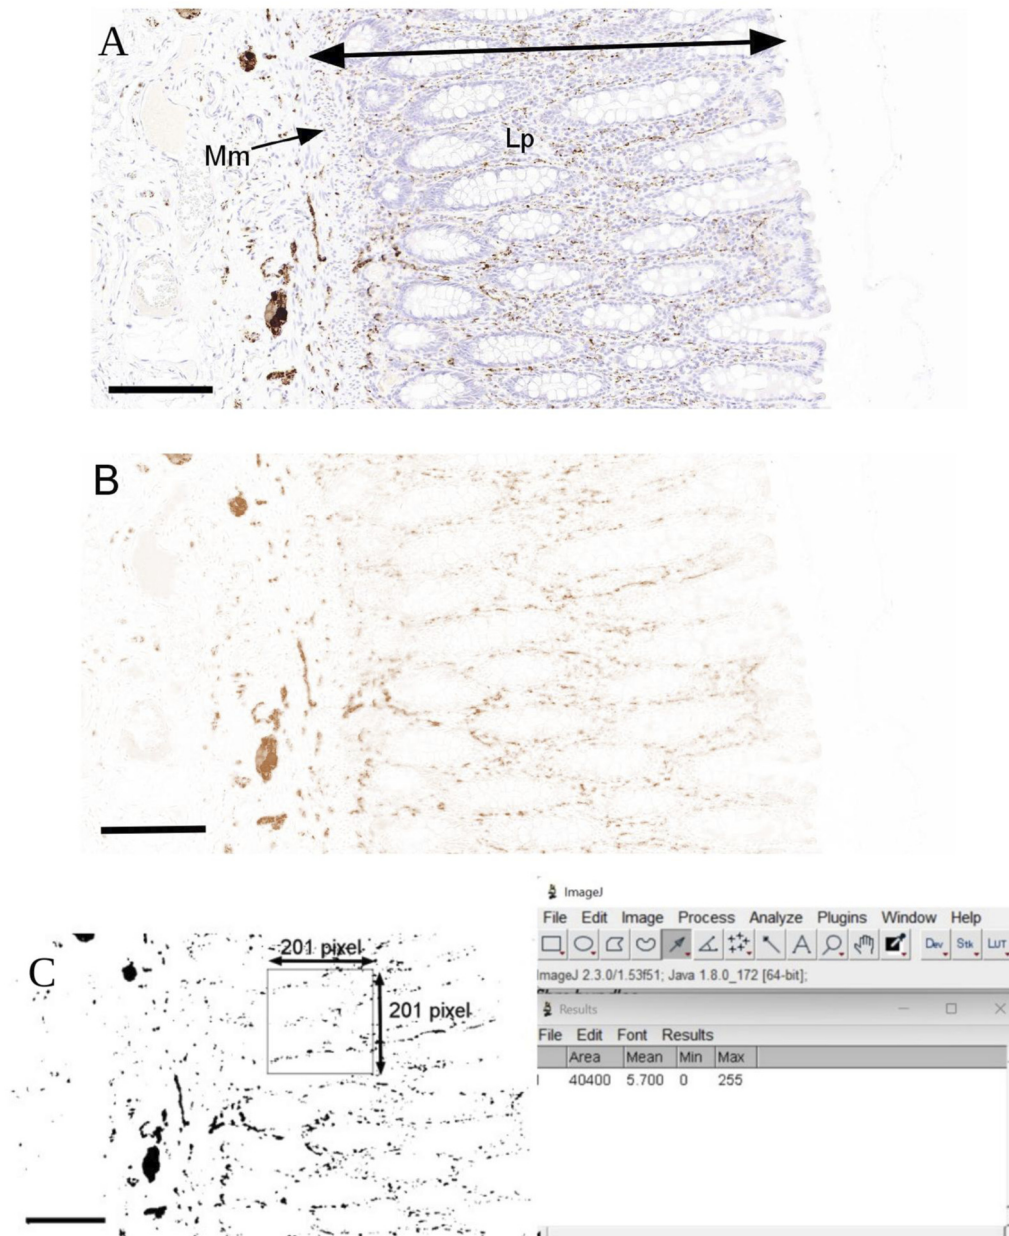 A
Mm
Lp
B
C
201 pixel
201 pixel
ImageJ
File Edit Image Process Analyze Plugins Window Help
Dev Stk LUT
ImageJ 2.3.0/1.53f51; Java 1.8.0_172 [64-bit];
Results
File Edit Font Results
Area Mean Min Max
40400 5.700 0 255